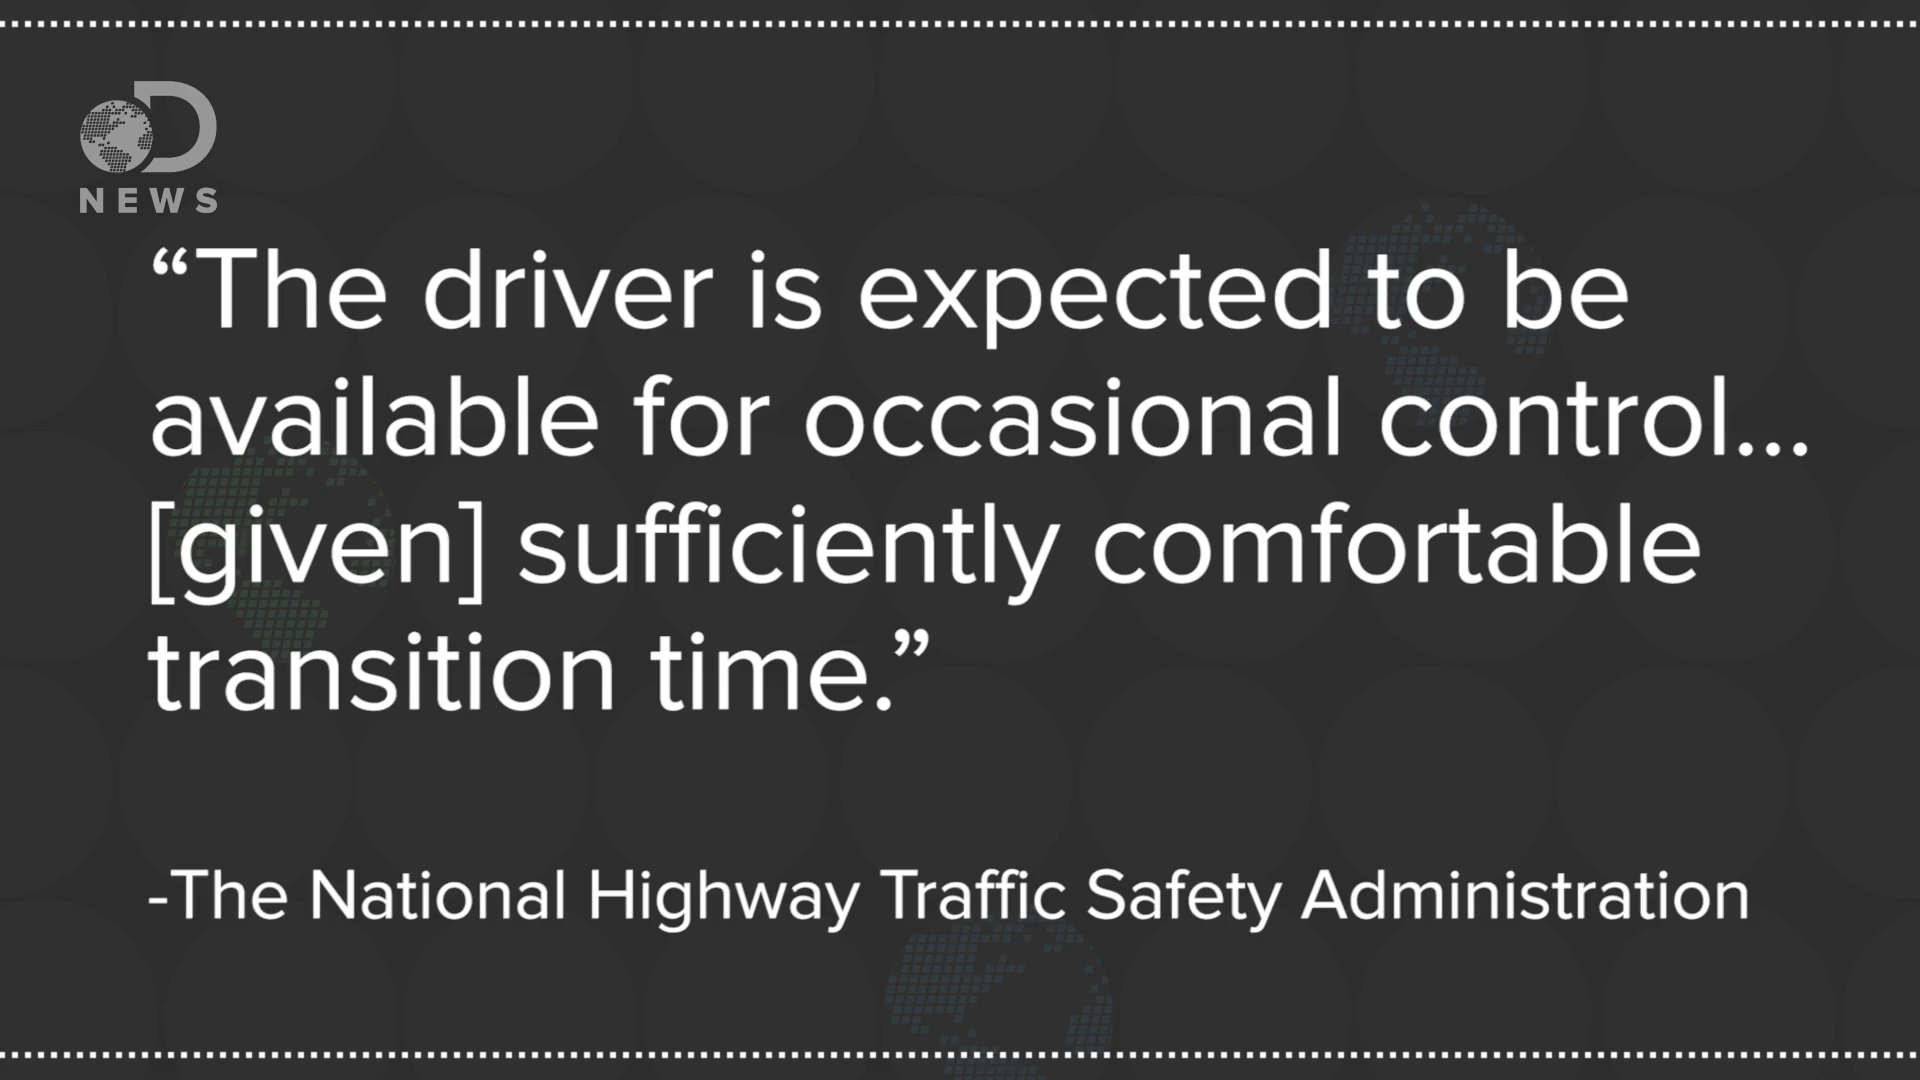 NEWS
“The driver is expected to be
available for occasional control...
[given] sufficiently comfortable
transition time.”
-The National Highway Traffic Safety Administration